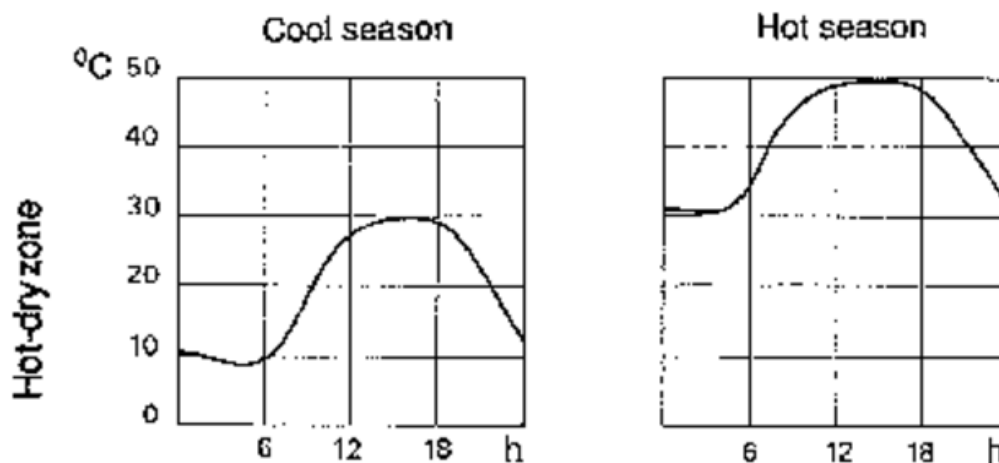 Cool season
Hot season
⁰C 50
40
30
20
10
0
Hot-dry zone
6 12 18 h
6 12 18 h